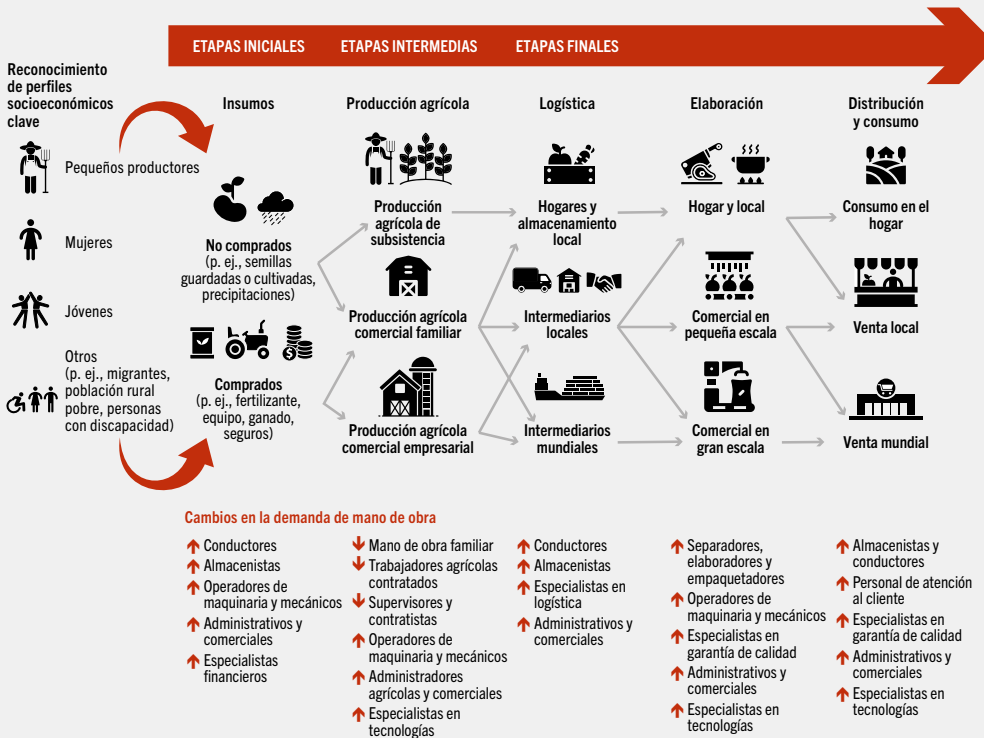 ETAPAS INICIALES
ETAPAS INTERMEDIAS
ETAPAS FINALES
Reconocimiento
de perfiles
socioeconómicos
clave
Pequeños productores
Mujeres
Jóvenes
Otros
(p. ej., migrantes,
población rural
pobre, personas
con discapacidad)
Insumos
No comprados
(p. ej., semillas
guardadas o cultivadas,
precipitaciones)
Comprados
(p. ej., fertilizante,
equipo, ganado,
seguros)
Producción agrícola
Producción
agrícola de
subsistencia
Producción agrícola
comercial familiar
Producción agrícola
comercial empresarial
Logística
Hogares y
almacenamiento
local
Intermediarios
locales
Intermediarios
mundiales
Elaboración
Hogar y local
Comercial en
pequeña escala
Comercial en
gran escala
Distribución
y consumo
Consumo en el
hogar
Venta local
Venta mundial
Cambios en la demanda de mano de obra
Conductores
Almacenistas
Operadores de
maquinaria y mecánicos
Administrativos y
comerciales
Especialistas
financieros
Mano de obra familiar
Trabajadores agrícolas
contratados
Supervisores y
contratistas
Operadores de
maquinaria y mecánicos
Administradores
agrícolas y comerciales
Especialistas en
tecnologías
Conductores
Almacenistas
Especialistas en
logística
Administrativos y
comerciales
Separadores,
elaboradores y
empaquetadores
Operadores de
maquinaria y mecánicos
Especialistas en
garantía de calidad
Administrativos y
comerciales
Especialistas en
tecnologías
Almacenistas y
conductores
Personal de atención
al cliente
Especialistas en
garantía de calidad
Administrativos y
comerciales
Especialistas en
tecnologías